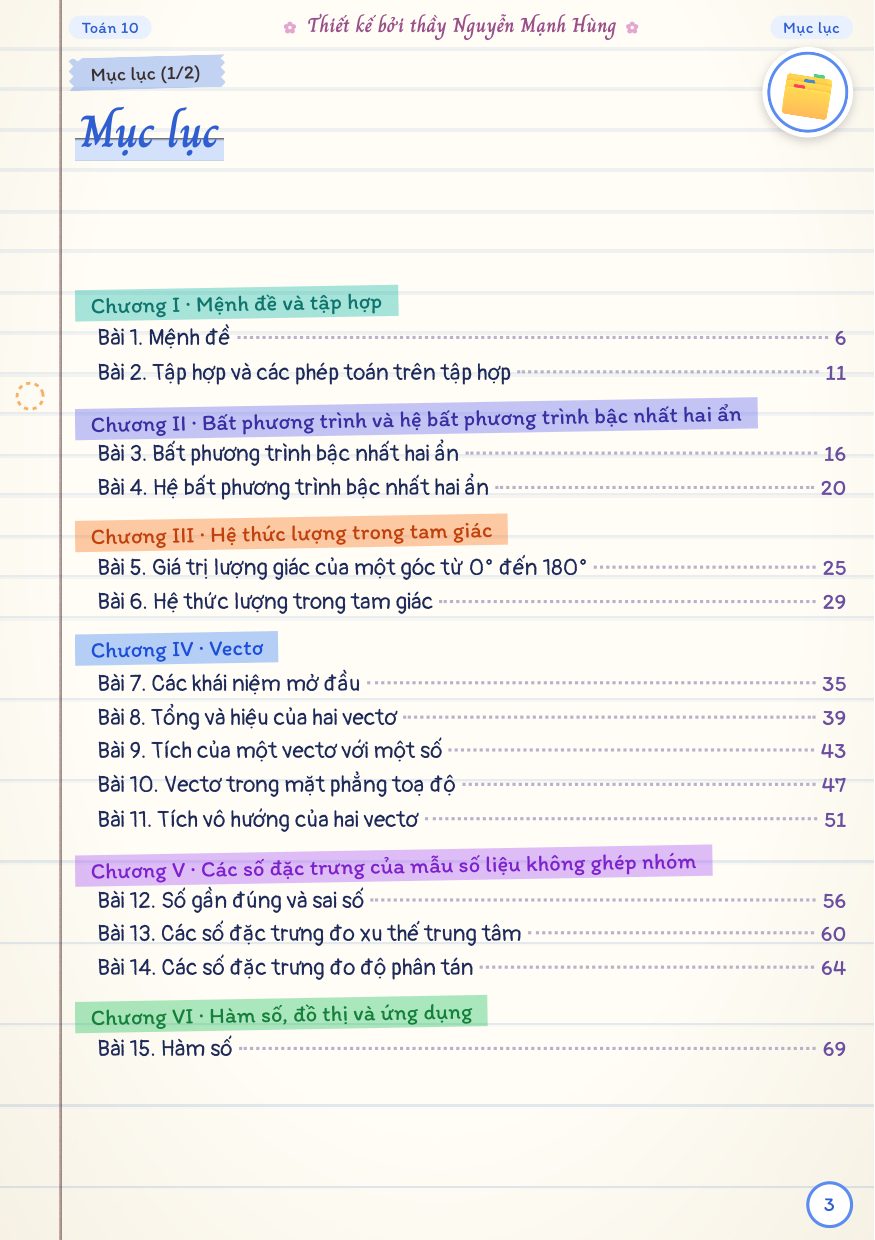 Toán 10
Thiết kế bởi thầy Nguyễn Mạnh Hùng
Mục lục
Mục lục (1/2)
Mục lục
Chương I · Mệnh đề và tập hợp
Bài 1. Mệnh đề 6
Bài 2. Tập hợp và các phép toán trên tập hợp 11
Chương II · Bất phương trình và hệ bất phương trình bậc nhất hai ẩn
Bài 3. Bất phương trình bậc nhất hai ẩn 16
Bài 4. Hệ bất phương trình bậc nhất hai ẩn 20
Chương III · Hệ thức lượng trong tam giác
Bài 5. Giá trị lượng giác của một góc từ 0° đến 180° 25
Bài 6. Hệ thức lượng trong tam giác 29
Chương IV · Vectơ
Bài 7. Các khái niệm mở đầu 35
Bài 8. Tổng và hiệu của hai vectơ 39
Bài 9. Tích của một vectơ với một số 43
Bài 10. Vectơ trong mặt phẳng toạ độ 47
Bài 11. Tích vô hướng của hai vectơ 51
Chương V · Các số đặc trưng của mẫu số liệu không ghép nhóm
Bài 12. Số gần đúng và sai số 56
Bài 13. Các số đặc trưng đo xu thế trung tâm 60
Bài 14. Các số đặc trưng đo độ phân tán 64
Chương VI · Hàm số, đồ thị và ứng dụng
Bài 15. Hàm số 69
3